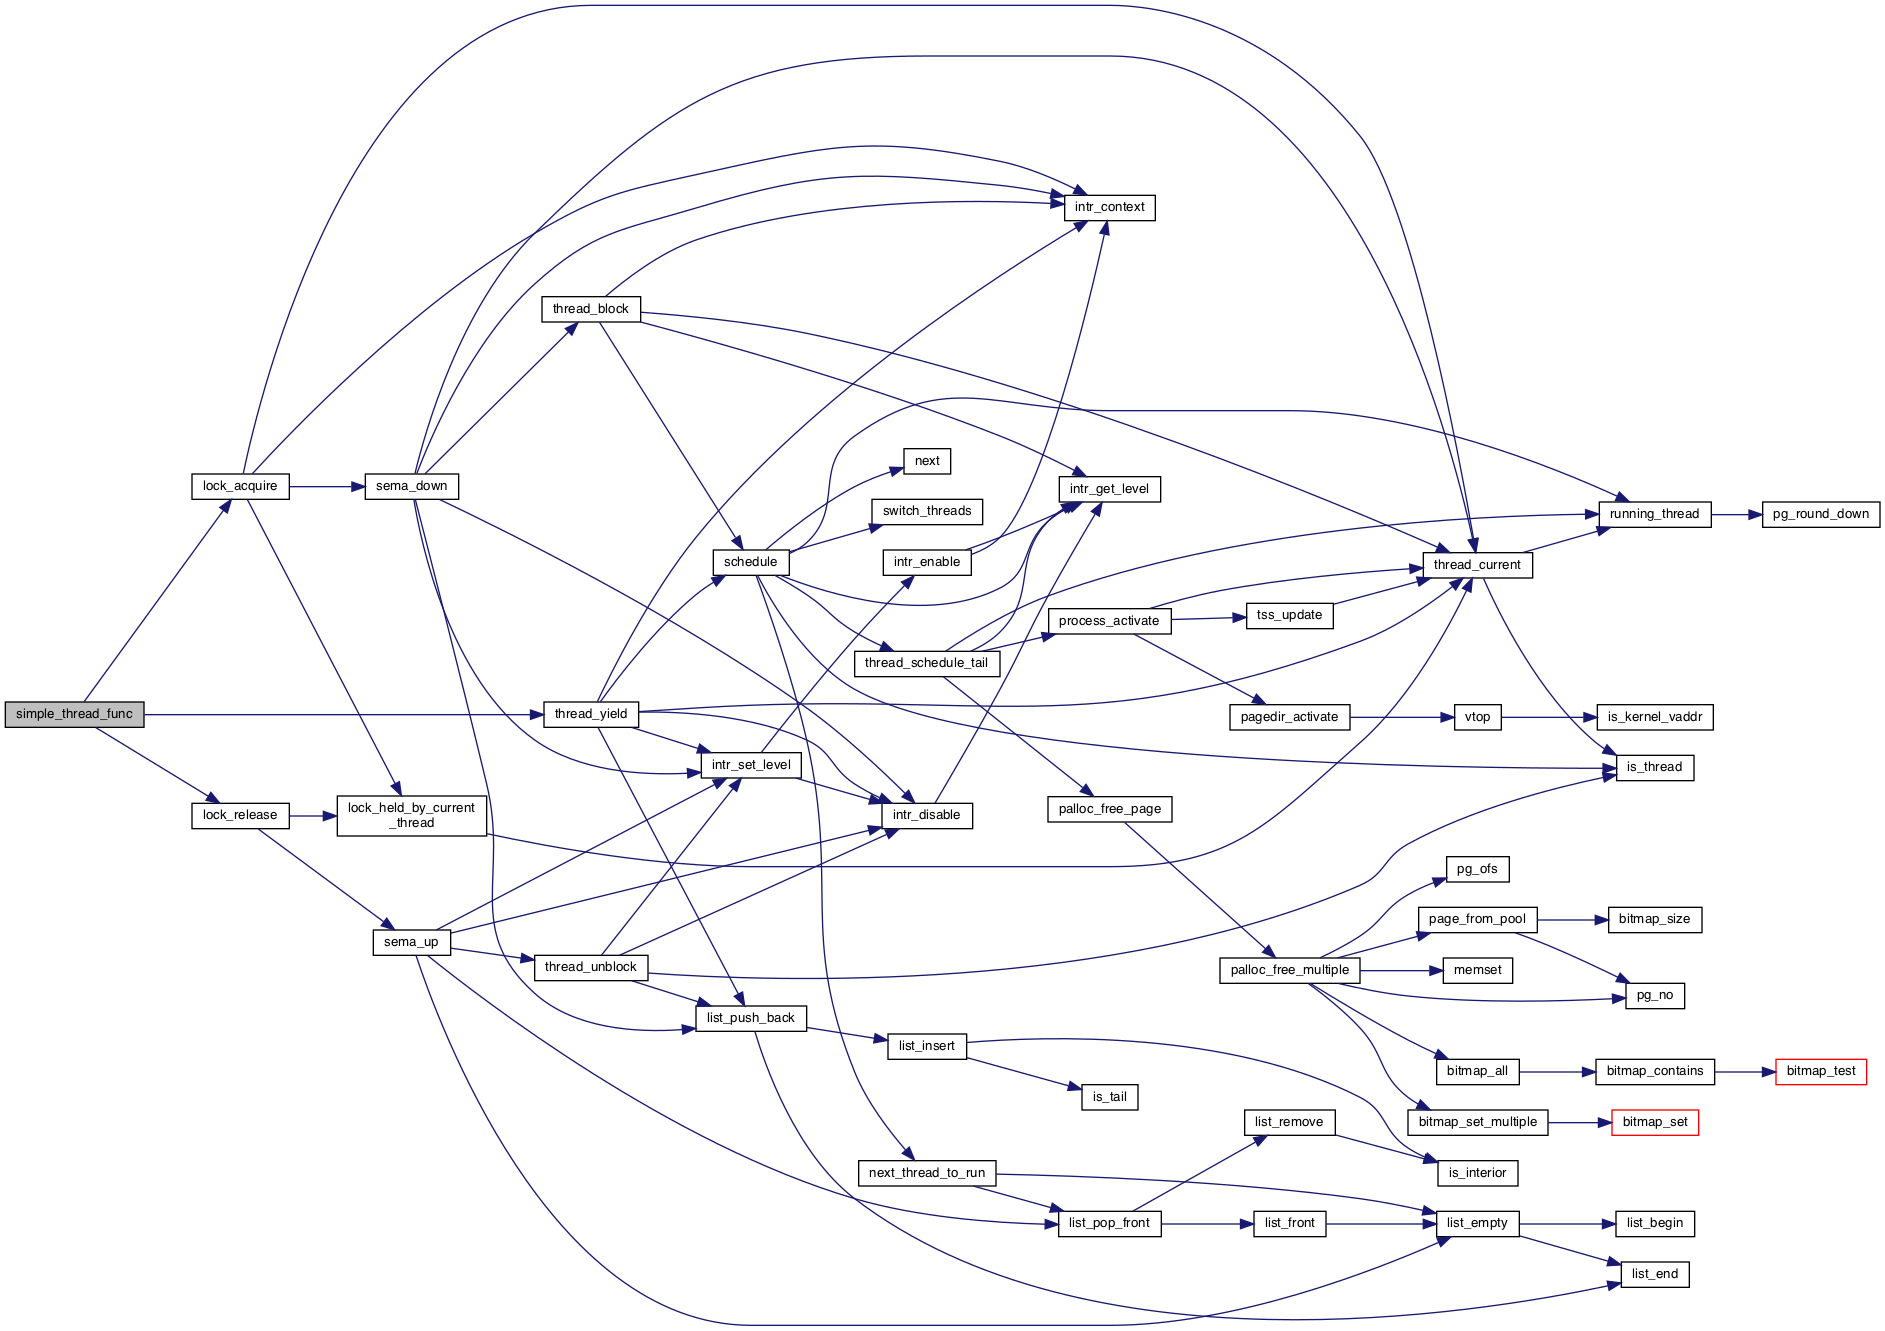 simple_thread_func
lock_acquire
lock_release
sema_down
lock_held_by_current
_thread
sema_up
thread_block
thread_yield
thread_unblock
schedule
intr_set_level
list_push_back
next
switch_threads
intr_enable
thread_schedule_tail
intr_disable
list_insert
next_thread_to_run
intr_context
intr_get_level
process_activate
palloc_free_page
is_tail
list_pop_front
tss_update
pagedir_activate
palloc_free_multiple
list_remove
list_front
thread_current
vtop
pg_ofs
page_from_pool
memset
bitmap_all
bitmap_set_multiple
is_interior
list_empty
running_thread
is_kernel_vaddr
is_thread
bitmap_size
pg_no
bitmap_contains
bitmap_set
list_begin
list_end
pg_round_down
bitmap_test